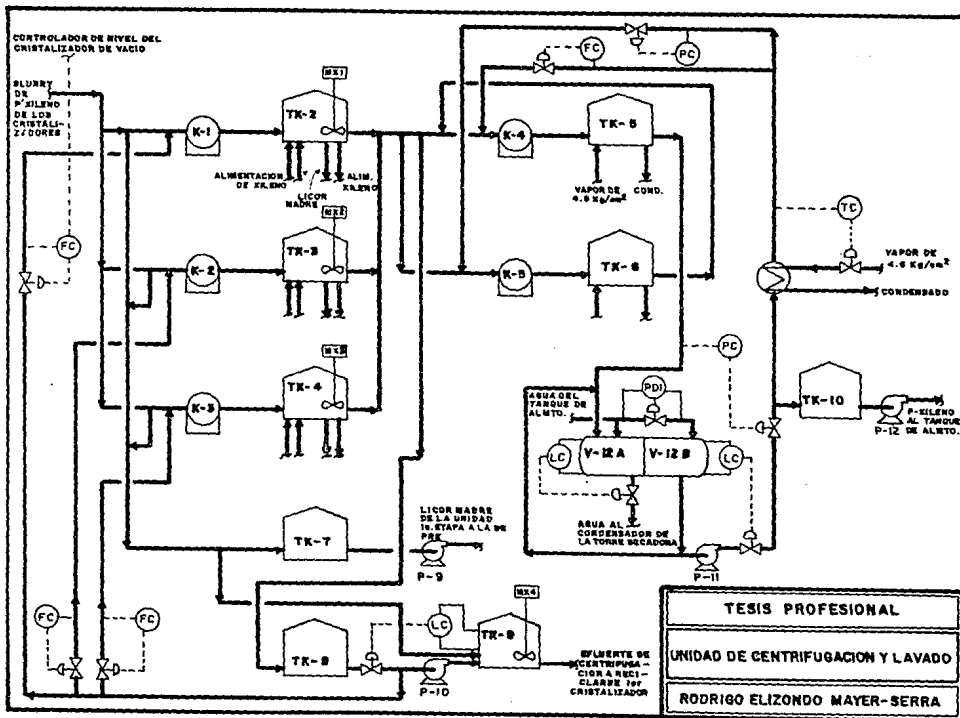 CONTROLADOR DE NIVEL DEL
CRISTALIZADOR DE VACIO
SLURRY
DE
P'XILENO
DE LOS
CRISTALI-
ZADORES
FC
K-1
TK-2
MX1
ALIMENTACION
DE XILENO
LICOR
MADRE
ALIM.
XILENO
K-2
TK-3
MX2
K-3
TK-4
MX3
FC
PC
K-4
TK-5
VAPOR DE
4.6 Kg/cm²
COND.
K-5
TK-6
TC
VAPOR DE
4.6 Kg/cm²
CONDENSADO
PC
PDI
AGUA DEL
TANQUE DE
ALMTO.
LC
V-12A
V-12B
LC
AGUA AL
CONDENSADOR DE
LA TORRE SECADORA
P-11
TK-10
P-12
P-XILENO
AL TANQUE
DE ALMTO.
TK-7
LICOR MADRE
DE LA UNIDAD
1a. ETAPA A LA DE
PRE
P-9
FC
FC
TK-8
LC
P-10
TK-9
MX4
EFLUENTE DE
CENTRIFUGA-
CION A RECI-
CLARSE 1er
CRISTALIZADOR
TESIS PROFESIONAL
UNIDAD DE CENTRIFUGACION Y LAVADO
RODRIGO ELIZONDO MAYER-SERRA